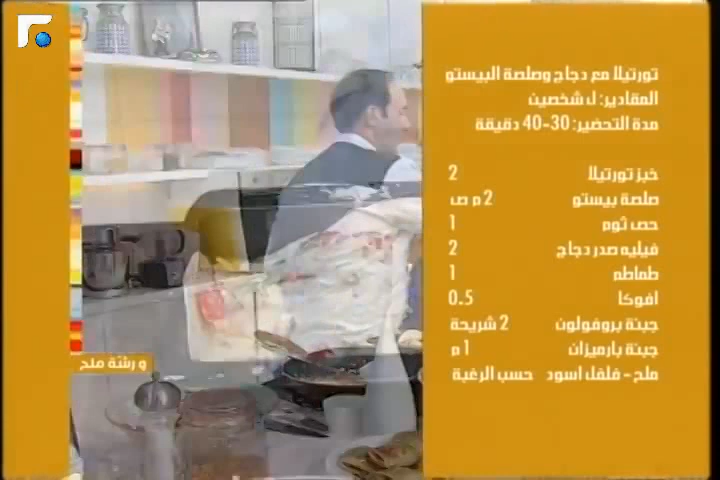 تورتيلا مع دجاج وصلصة البيستو
المقادير: ل شخصين
مدة التحضير: 30-40 دقيقة
خبز تورتيلا 2
صلصة بيستو 2 م ص
حص ثوم 1
فيليه صدر دجاج 2
طماطم 1
افوكا 0.5
جبنة بروفولون 2 شريحة
جبنة بارميزان 1 م
ملح - فلفل اسود حسب الرغبة
و رشّة ملح